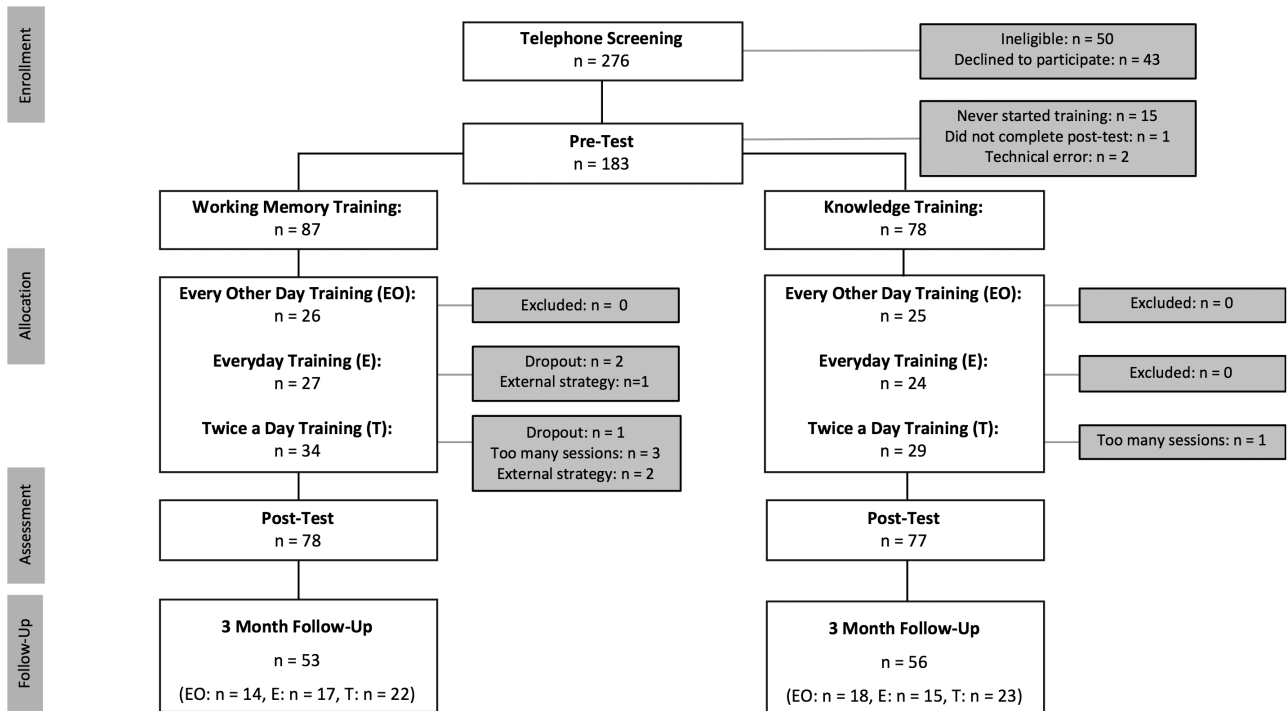 Enrollment
Telephone Screening
n = 276
Ineligible: n = 50
Declined to participate: n = 43
Pre-Test
n = 183
Never started training: n = 15
Did not complete post-test: n = 1
Technical error: n = 2
Working Memory Training:
n = 87
Knowledge Training:
n = 78
Allocation
Every Other Day Training (EO):
n = 26
Excluded: n = 0
Everyday Training (E):
n = 27
Dropout: n = 2
External strategy: n=1
Twice a Day Training (T):
n = 34
Dropout: n = 1
Too many sessions: n = 3
External strategy: n = 2
Every Other Day Training (EO):
n = 25
Excluded: n = 0
Everyday Training (E):
n = 24
Excluded: n = 0
Twice a Day Training (T):
n = 29
Too many sessions: n = 1
Assessment
Post-Test
n = 78
Post-Test
n = 77
Follow-Up
3 Month Follow-Up
n = 53
(EO: n = 14, E: n = 17, T: n = 22)
3 Month Follow-Up
n = 56
(EO: n = 18, E: n = 15, T: n = 23)